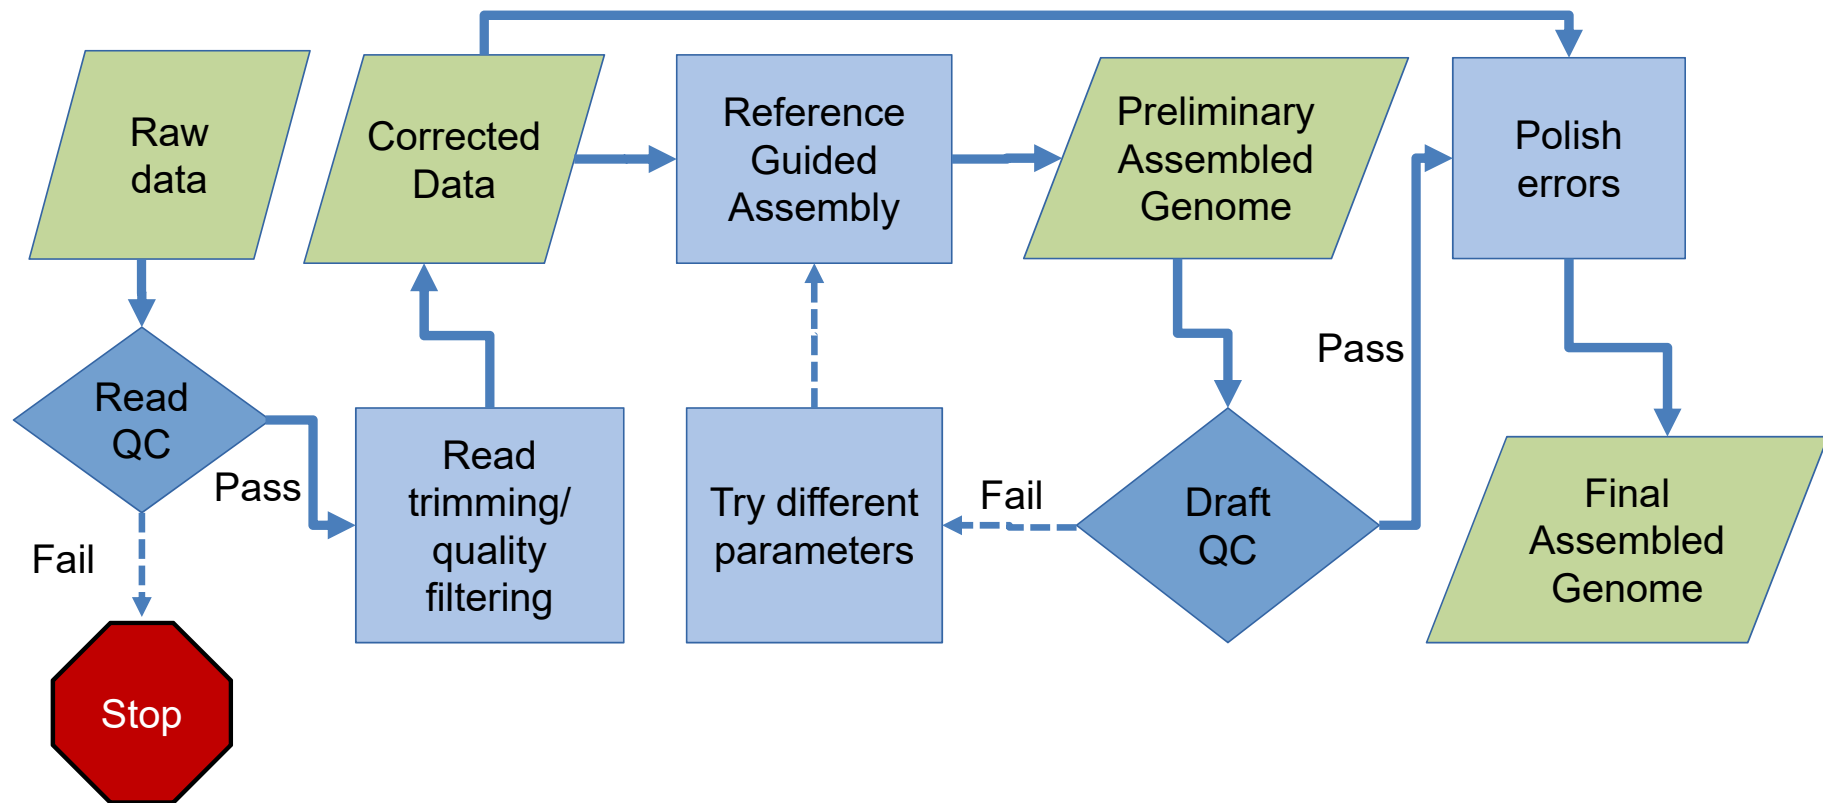 Raw
data
Corrected
Data
Reference
Guided
Assembly
Preliminary
Assembled
Genome
Polish
errors
Read
QC
Pass
Fail
Stop
Read
trimming/
quality
filtering
Try different
parameters
Fail
Draft
QC
Pass
Final
Assembled
Genome